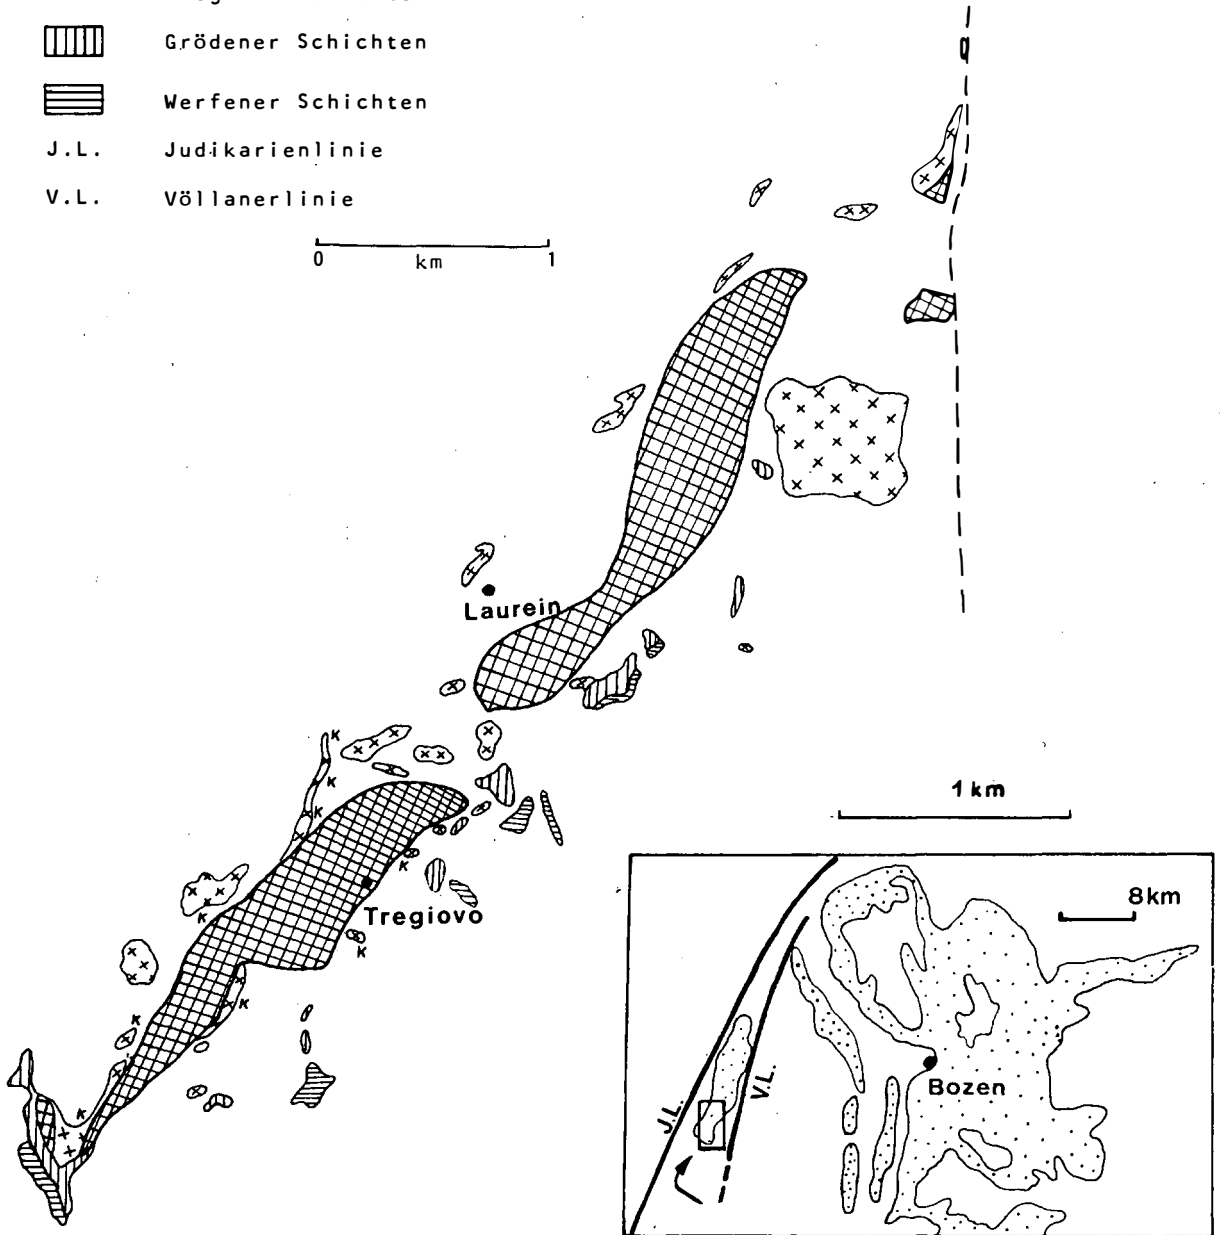 Grödener Schichten
Werfener Schichten
J.L. Judikarienlinie
V.L. Völlanerlinie
0 km 1
Laurein
K
K
K
1 km
K
Tregiovo
K
K
8km
K
K
K
Bozen
V.L.
J.L.